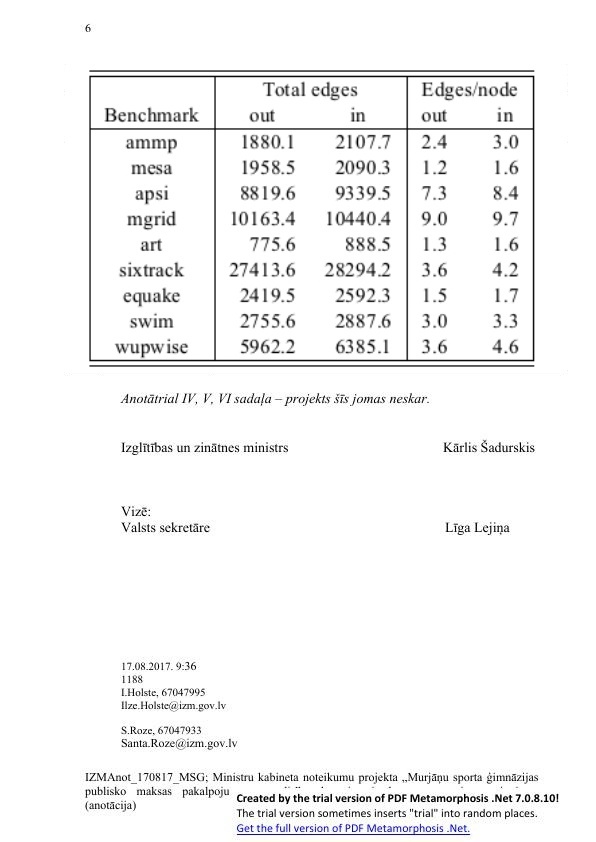 6
Total edges Edges/node
Benchmark out in out in
ammp 1880.1 2107.7 2.4 3.0
mesa 1958.5 2090.3 1.2 1.6
apsi 8819.6 9339.5 7.3 8.4
mgrid 10163.4 10440.4 9.0 9.7
art 775.6 888.5 1.3 1.6
sixtrack 27413.6 28294.2 3.6 4.2
equake 2419.5 2592.3 1.5 1.7
swim 2755.6 2887.6 3.0 3.3
wupwise 5962.2 6385.1 3.6 4.6
Anotātrial IV, V, VI sadaļa – projekts šīs jomas neskar.
Izglītības un zinātnes ministrs Kārlis Šadurskis
Vizē:
Valsts sekretāre Līga Lejiņa
17.08.2017. 9:36
1188
I.Holste, 67047995
Ilze.Holste@izm.gov.lv
S.Roze, 67047933
Santa.Roze@izm.gov.lv
IZMAnot_170817_MSG; Ministru kabineta noteikumu projekta „Murjāņu sporta ģimnāzijas
publisko maksas pakalpoju
(anotācija)
Created by the trial version of PDF Metamorphosis .Net 7.0.8.10!
The trial version sometimes inserts "trial" into random places.
Get the full version of PDF Metamorphosis .Net.